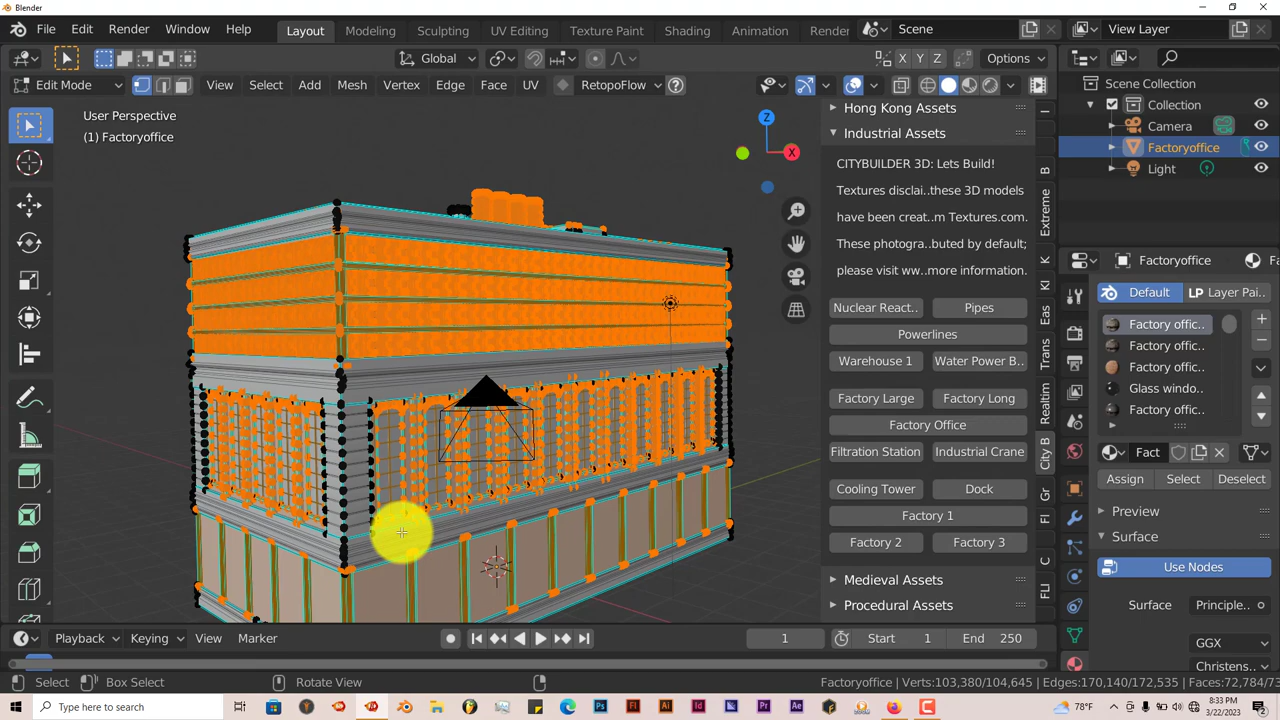 Blender
File Edit Render Window Help Layout Modeling Sculpting UV Editing Texture Paint Shading Animation Render Scene View Layer
Global X Y Z Options
Edit Mode View Select Add Mesh Vertex Edge Face UV RetopoFlow
User Perspective
(1) Factoryoffice
Z
X
Scene Collection
Collection
Camera
Factoryoffice
Light
Hong Kong Assets
Industrial Assets
CITYBUILDER 3D: Lets Build!
Textures disclai..these 3D models
have been creat..m Textures.com.
These photogra..buted by default;
please visit ww..more information.
Nuclear React.. Pipes
Powerlines
Warehouse 1 Water Power B..
Factory Large Factory Long
Factory Office
Filtration Station Industrial Crane
Cooling Tower Dock
Factory 1
Factory 2 Factory 3
Medieval Assets
Procedural Assets
B
Extreme
K
KI
Eas
Trans
Realtim
City B
Gr
FI
C
FLI
Factoryoffice Fa
Default LP Layer Pai..
Factory offic..
Factory offic..
Factory offic..
Glass windo..
Factory offic..
Fact
Assign Select Deselect
Preview
Surface
Use Nodes
Surface Principle..
GGX
Christens..
Playback Keying View Marker 1 Start 1 End 250
Select Box Select Rotate View Factoryoffice | Verts:103,380/104,645 | Edges:170,140/172,535 | Faces:72,784/73
Type here to search 78°F 8:33 PM
3/22/2023